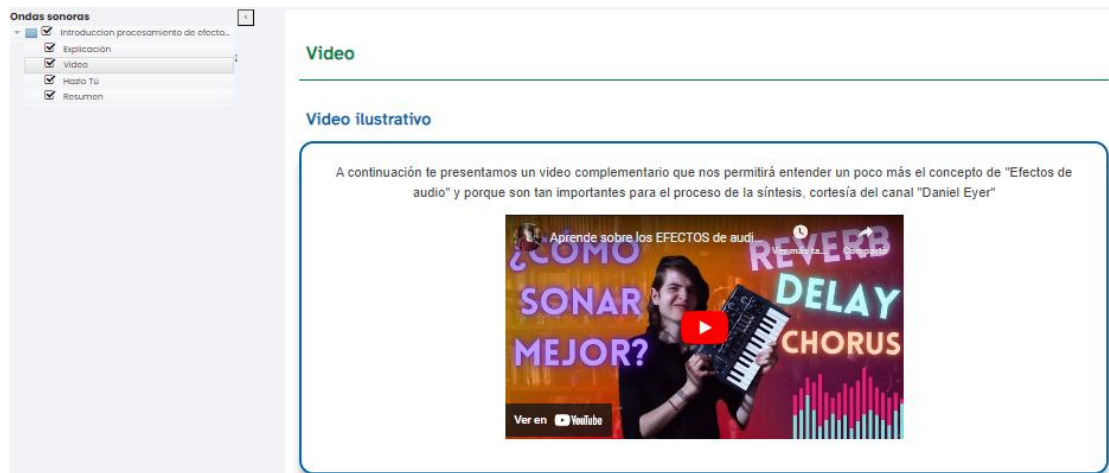 Ondas sonoras
Introduccion procesamiento de efecto...
Explicación
Video
Hazlo Tú
Resumen
Video
Video ilustrativo
A continuación te presentamos un video complementario que nos permitirá entender un poco más el concepto de "Efectos de
audio" y porque son tan importantes para el proceso de la síntesis, cortesía del canal "Daniel Eyer"
Aprende sobre los EFECTOS de audi...
Ver más ta...
Compartir
¿CÓMO
SONAR
MEJOR?
REVERB
DELAY
CHORUS
Ver en YouTube